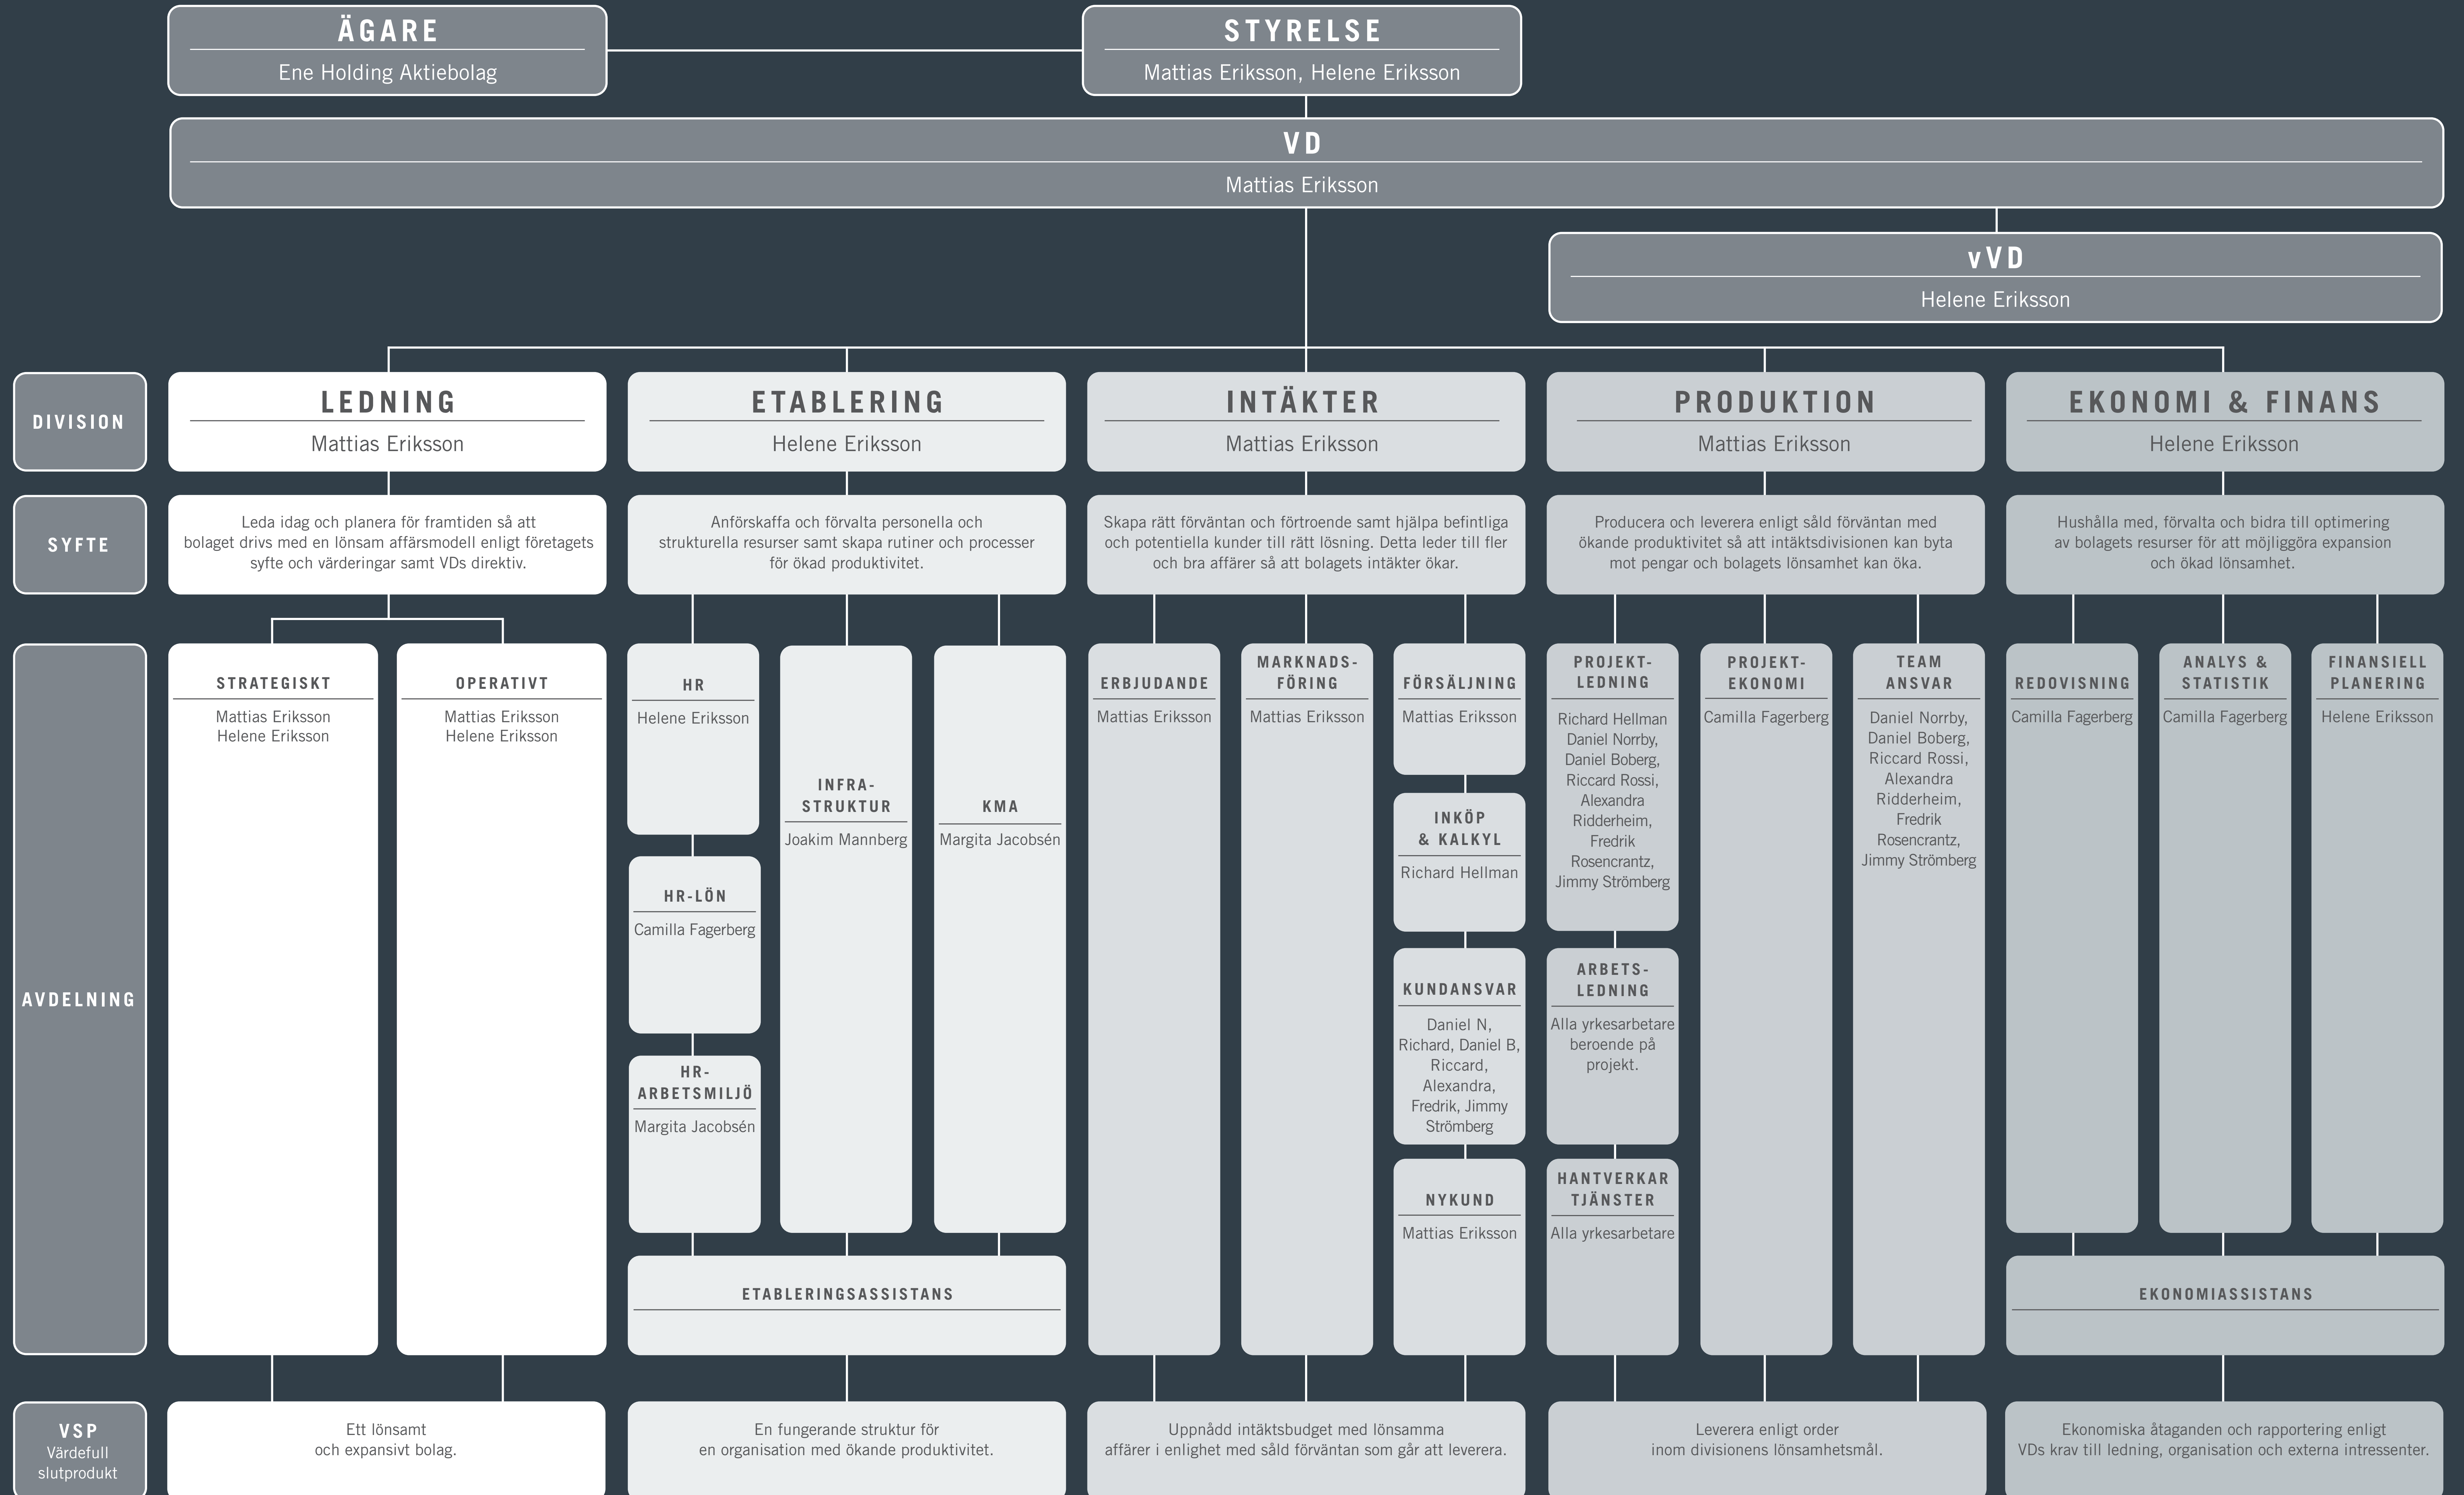 ÄGARE
Ene Holding Aktiebolag
STYRELSE
Mattias Eriksson, Helene Eriksson
VD
Mattias Eriksson
vVD
Helene Eriksson
DIVISION
LEDNING
Mattias Eriksson
ETABLERING
Helene Eriksson
INTÄKTER
Mattias Eriksson
PRODUKTION
Mattias Eriksson
EKONOMI & FINANS
Helene Eriksson
SYFTE
Leda idag och planera för framtiden så att
bolaget drivs med en lönsam affärsmodell enligt företagets
syfte och värderingar samt VDs direktiv.
Anförskaffa och förvalta personella och
strukturella resurser samt skapa rutiner och processer
för ökad produktivitet.
Skapa rätt förväntan och förtroende samt hjälpa befintliga
och potentiella kunder till rätt lösning. Detta leder till fler
och bra affärer så att bolagets intäkter ökar.
Producera och leverera enligt såld förväntan med
ökande produktivitet så att intäktsdivisionen kan byta
mot pengar och bolagets lönsamhet kan öka.
Hushålla med, förvalta och bidra till optimering
av bolagets resurser för att möjliggöra expansion
och ökad lönsamhet.
AVDELNING
STRATEGISKT
Mattias Eriksson
Helene Eriksson
OPERATIVT
Mattias Eriksson
Helene Eriksson
HR
Helene Eriksson
HR-LÖN
Camilla Fagerberg
HR-
ARBETSMILJÖ
Margita Jacobsén
INFRA-
STRUKTUR
Joakim Mannberg
KMA
Margita Jacobsén
ETABLERINGSASSISTANS
ERBJUDANDE
Mattias Eriksson
MARKNADS-
FÖRING
Mattias Eriksson
FÖRSÄLJNING
Mattias Eriksson
INKÖP
& KALKYL
Richard Hellman
KUNDANSVAR
Daniel N,
Richard, Daniel B,
Riccard,
Alexandra,
Fredrik, Jimmy
Strömberg
NYKUND
Mattias Eriksson
PROJEKT-
LEDNING
Richard Hellman
Daniel Norrby,
Daniel Boberg,
Riccard Rossi,
Alexandra
Ridderheim,
Fredrik
Rosencrantz,
Jimmy Strömberg
ARBETS-
LEDNING
Alla yrkesarbetare
beroende på
projekt.
HANTVERKAR
TJÄNSTER
Alla yrkesarbetare
PROJEKT-
EKONOMI
Camilla Fagerberg
TEAM
ANSVAR
Daniel Norrby,
Daniel Boberg,
Riccard Rossi,
Alexandra
Ridderheim,
Fredrik
Rosencrantz,
Jimmy Strömberg
REDOVISNING
Camilla Fagerberg
ANALYS &
STATISTIK
Camilla Fagerberg
FINANSIELL
PLANERING
Helene Eriksson
EKONOMIASSISTANS
VSP
Värdefull
slutprodukt
Ett lönsamt
och expansivt bolag.
En fungerande struktur för
en organisation med ökande produktivitet.
Uppnådd intäktsbudget med lönsamma
affärer i enlighet med såld förväntan som går att leverera.
Leverera enligt order
inom divisionens lönsamhetsmål.
Ekonomiska åtaganden och rapportering enligt
VDs krav till ledning, organisation och externa intressenter.